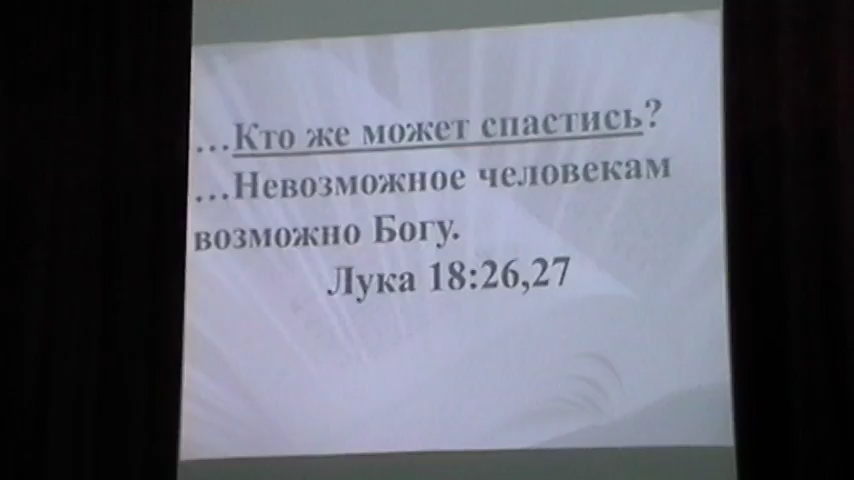 …Кто же может спастись?
…Невозможное человекам
возможно Богу.
Лука 18:26,27